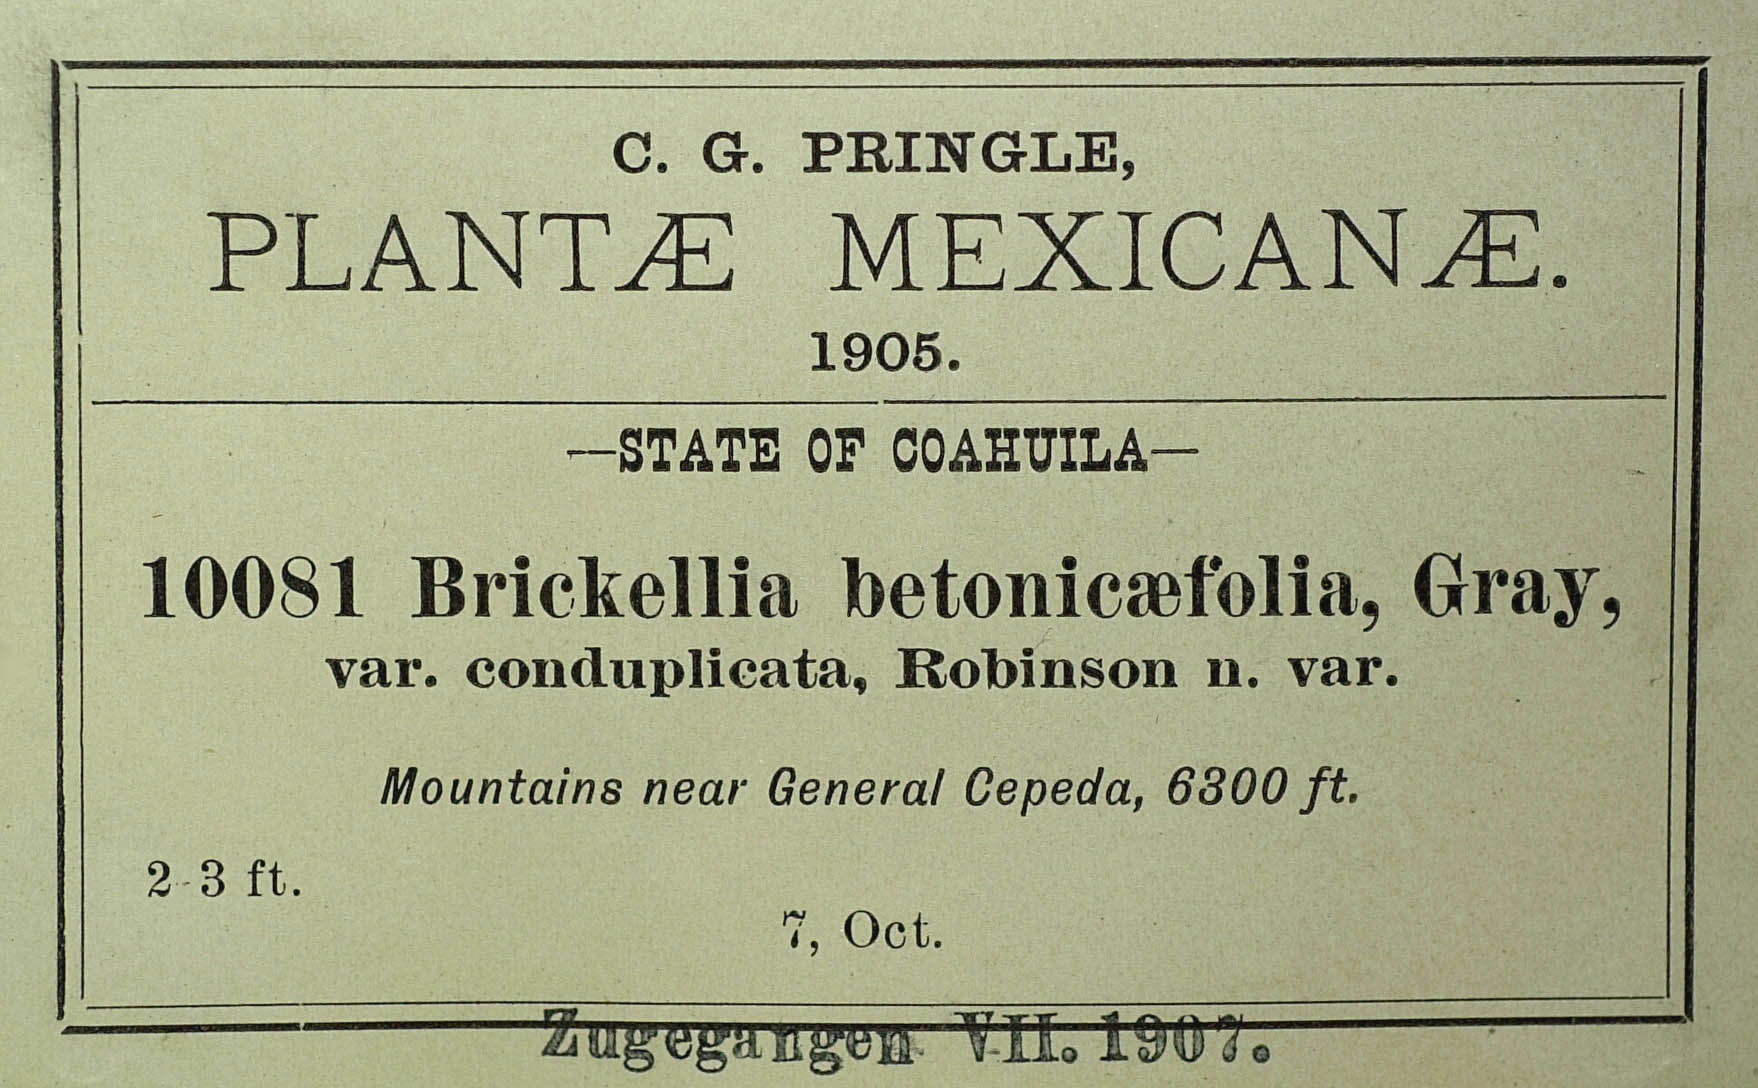 C. G. PRINGLE,
PLANTÆ MEXICANÆ.
1905.
—STATE OF COAHUILA—
10081 Brickellia betonicæfolia, Gray,
var. conduplicata, Robinson n. var.
Mountains near General Cepeda, 6300 ft.
2-3 ft.
7, Oct.
Zugegangen VII. 1907.